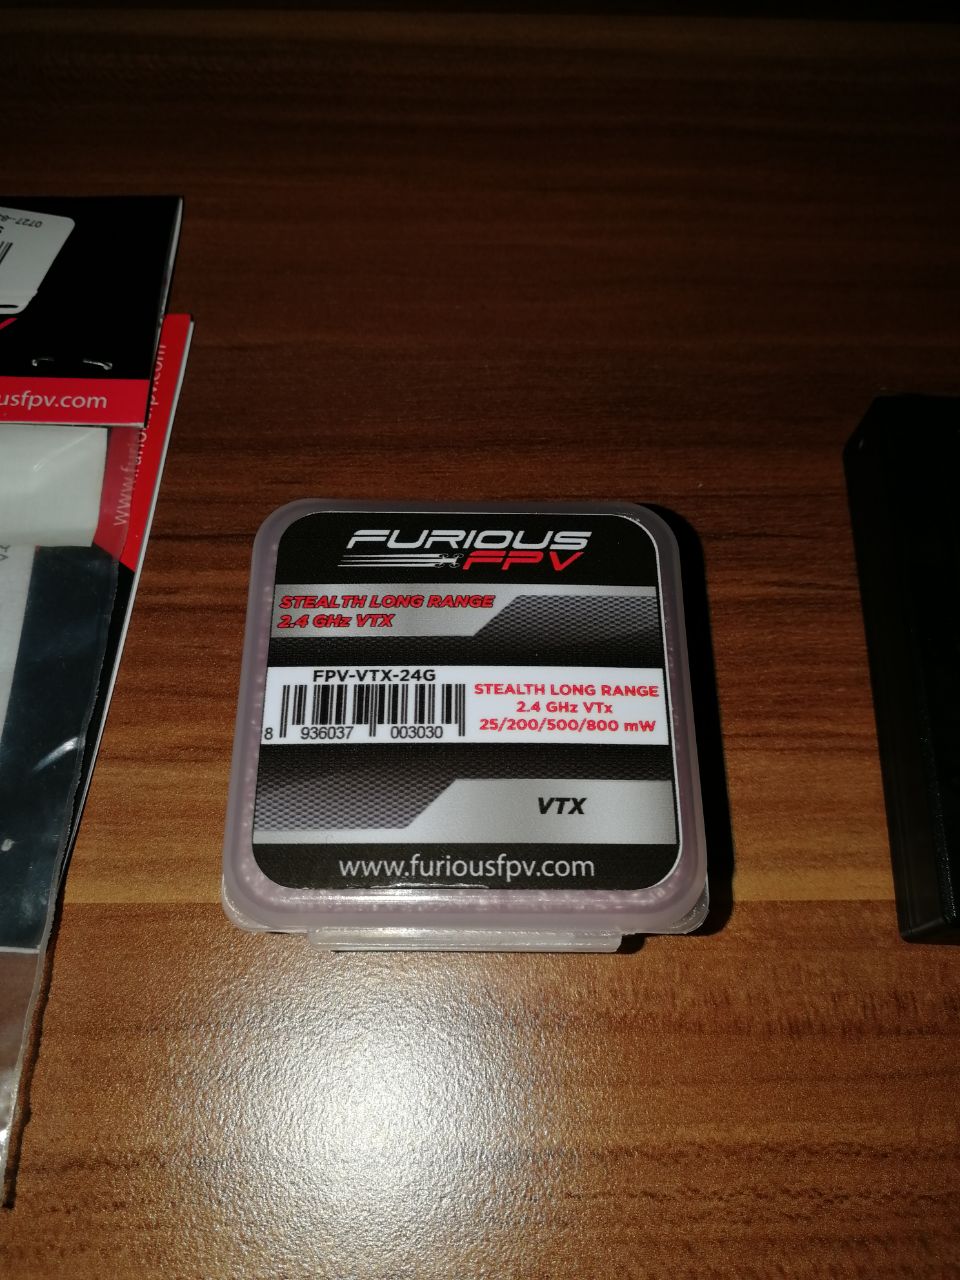 usfpv.com
FURIOUS
FPV
STEALTH LONG RANGE
2.4 GHz VTX
FPV-VTX-24G
8 936037 003030
STEALTH LONG RANGE
2.4 GHz VTx
25/200/500/800 mW
VTX
www.furiousfpv.com